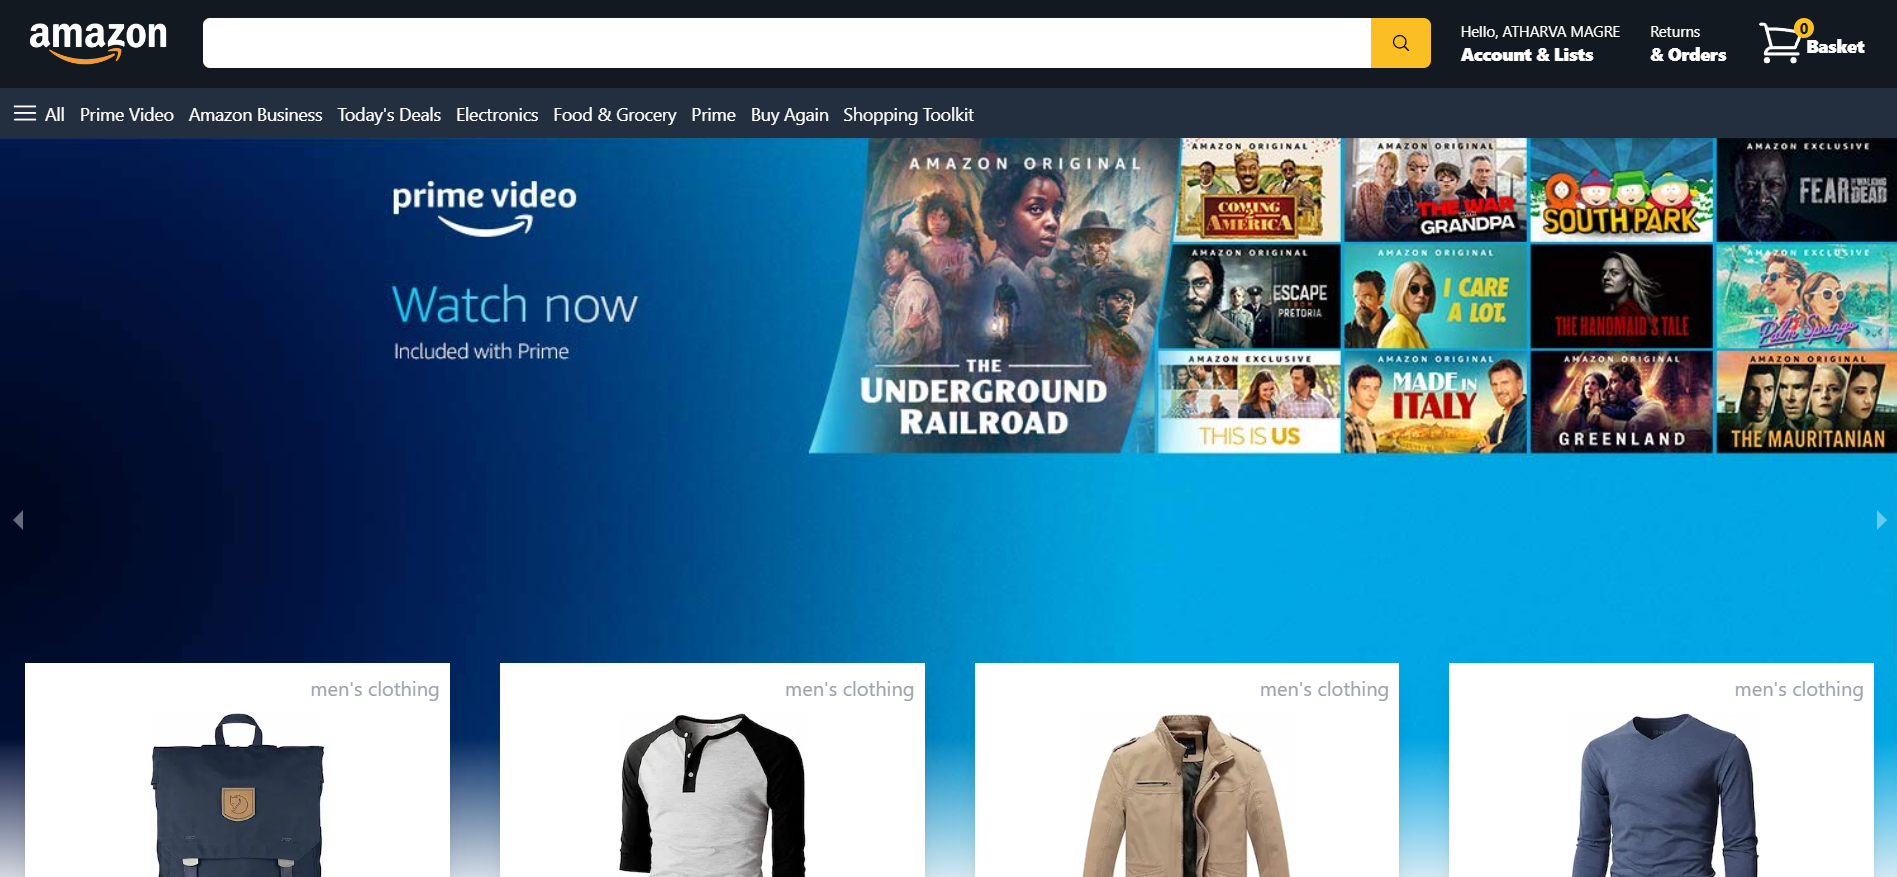 amazon
Hello, ATHARVA MAGRE
Account & Lists
Returns
& Orders
0
Basket
All Prime Video Amazon Business Today's Deals Electronics Food & Grocery Prime Buy Again Shopping Toolkit
prime video
Watch now
Included with Prime
AMAZON ORIGINAL
THE
UNDERGROUND
RAILROAD
AMAZON ORIGINAL
COMING
AMERICA
AMAZON ORIGINAL
THE WAR
GRANDPA
SOUTH PARK
AMAZON EXCLUSIVE
FEAR THE WALKING DEAD
AMAZON ORIGINAL
ESCAPE
FROM
PRETORIA
AMAZON ORIGINAL
I CARE
A LOT.
THE HANDMAID'S TALE
AMAZON EXCLUSIVE
Palm Springs
AMAZON EXCLUSIVE
THIS IS US
AMAZON ORIGINAL
MADE IN
ITALY
AMAZON ORIGINAL
GREENLAND
AMAZON ORIGINAL
THE MAURITANIAN
men's clothing
men's clothing
men's clothing
men's clothing